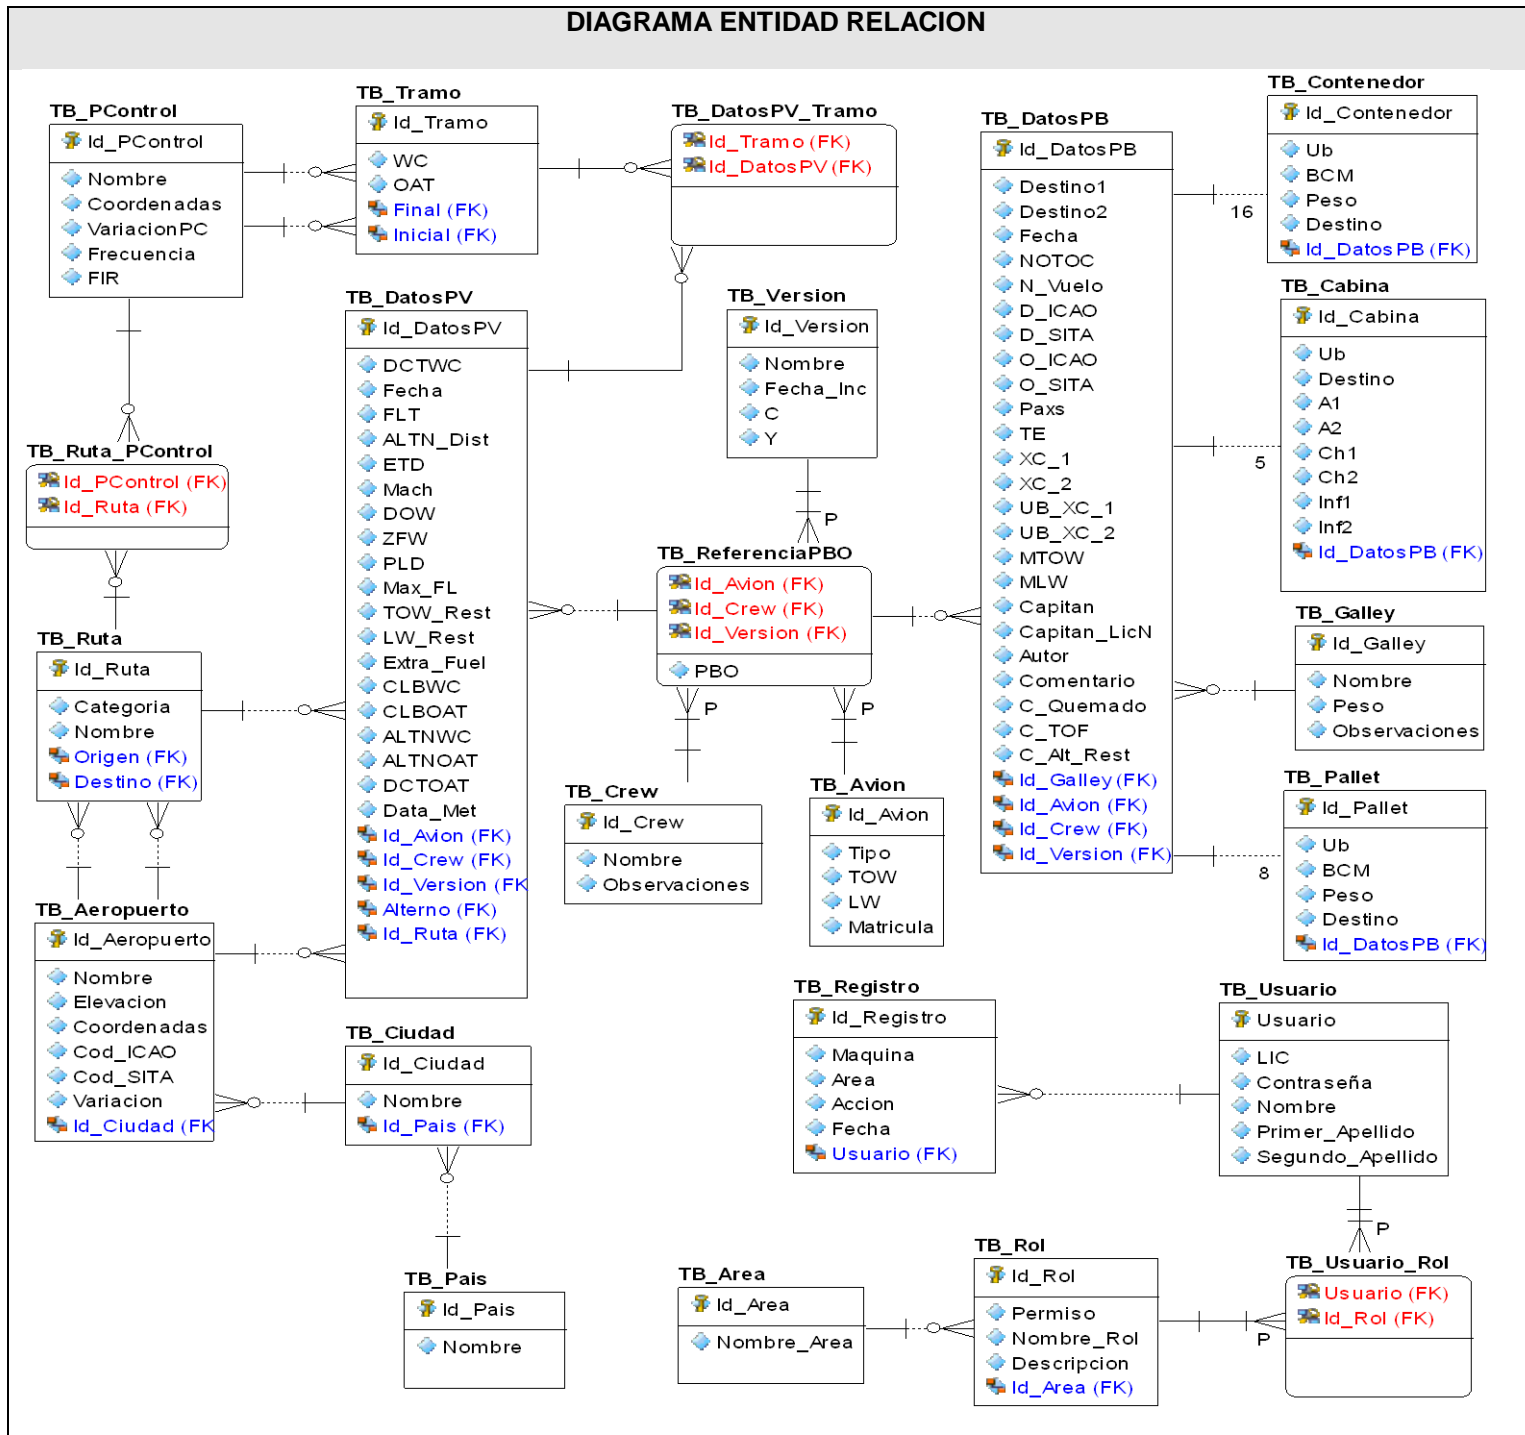 DIAGRAMA ENTIDAD RELACION
TB_PControl
Id_PControl
Nombre
Coordenadas
VariacionPC
Frecuencia
FIR
TB_Tramo
Id_Tramo
WC
OAT
Final (FK)
Inicial (FK)
TB_DatosPV_Tramo
Id_Tramo (FK)
Id_DatosPV (FK)
TB_DatosPB
Id_DatosPB
Destino1
Destino2
Fecha
NOTOC
N_Vuelo
D_ICAO
D_SITA
O_ICAO
O_SITA
Paxs
TE
XC_1
XC_2
UB_XC_1
UB_XC_2
MTOW
MLW
Capitan
Capitan_LicN
Autor
Comentario
C_Quemado
C_TOF
C_Alt_Rest
Id_Galley (FK)
Id_Avion (FK)
Id_Crew (FK)
Id_Version (FK)
16
5
8
TB_Contenedor
Id_Contenedor
Ub
BCM
Peso
Destino
Id_DatosPB (FK)
TB_Cabina
Id_Cabina
Ub
Destino
A1
A2
Ch1
Ch2
Inf1
Inf2
Id_DatosPB (FK)
TB_Galley
Id_Galley
Nombre
Peso
Observaciones
TB_Pallet
Id_Pallet
Ub
BCM
Peso
Destino
Id_DatosPB (FK)
TB_DatosPV
Id_DatosPV
DCTWC
Fecha
FLT
ALTN_Dist
ETD
Mach
DOW
ZFW
PLD
Max_FL
TOW_Rest
LW_Rest
Extra_Fuel
CLBWC
CLBOAT
ALTNWC
ALTNOAT
DCTOAT
Data_Met
Id_Avion (FK)
Id_Crew (FK)
Id_Version (FK
Alterno (FK)
Id_Ruta (FK)
TB_Version
Id_Version
Nombre
Fecha_Inc
C
Y
P
TB_ReferenciaPBO
Id_Avion (FK)
Id_Crew (FK)
Id_Version (FK)
PBO
P
P
TB_Crew
Id_Crew
Nombre
Observaciones
TB_Avion
Id_Avion
Tipo
TOW
LW
Matricula
TB_Ruta_PControl
Id_PControl (FK)
Id_Ruta (FK)
TB_Ruta
Id_Ruta
Categoria
Nombre
Origen (FK)
Destino (FK)
TB_Aeropuerto
Id_Aeropuerto
Nombre
Elevacion
Coordenadas
Cod_ICAO
Cod_SITA
Variacion
Id_Ciudad (FK
TB_Ciudad
Id_Ciudad
Nombre
Id_Pais (FK)
TB_Pais
Id_Pais
Nombre
TB_Registro
Id_Registro
Maquina
Area
Accion
Fecha
Usuario (FK)
TB_Usuario
Usuario
LIC
Contraseña
Nombre
Primer_Apellido
Segundo_Apellido
P
TB_Area
Id_Area
Nombre_Area
TB_Rol
Id_Rol
Permiso
Nombre_Rol
Descripcion
Id_Area (FK)
P
TB_Usuario_Rol
Usuario (FK)
Id_Rol (FK)